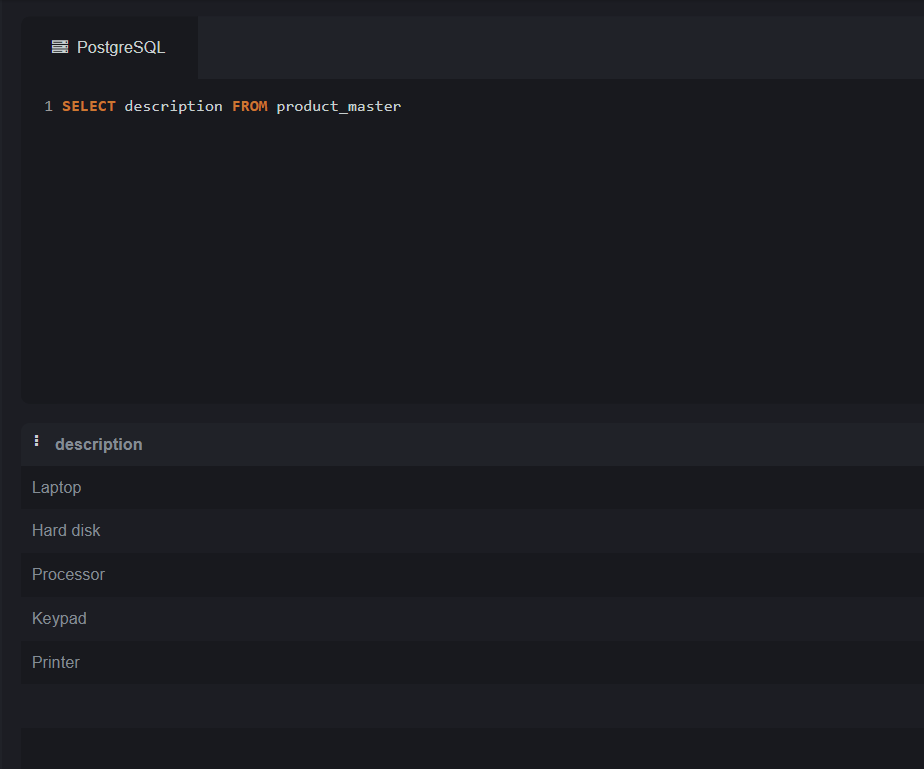 PostgreSQL
1 SELECT description FROM product_master
description
Laptop
Hard disk
Processor
Keypad
Printer